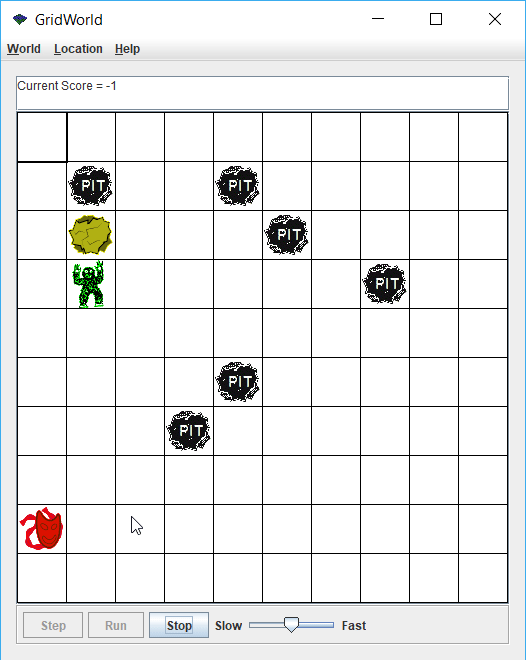 GridWorld
World Location Help
Current Score = -1
PIT PIT
PIT
PIT
PIT
PIT
Step Run Stop Slow Fast